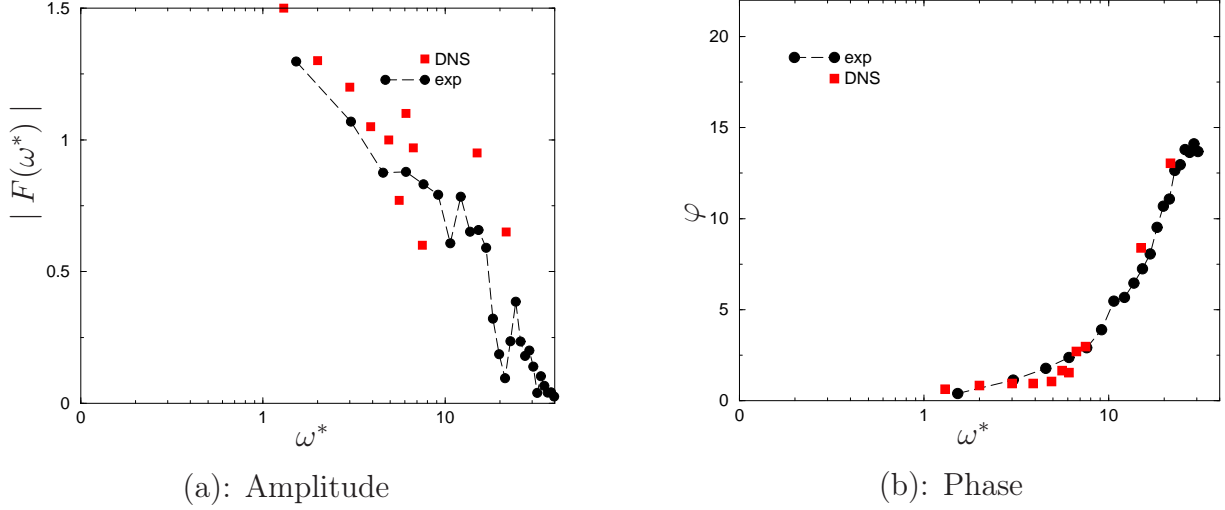 1.5
1
0.5
0
0
1
10
| F(ω*) |
ω*
DNS
exp
(a): Amplitude
20
15
10
5
0
0
1
10
φ
ω*
exp
DNS
(b): Phase